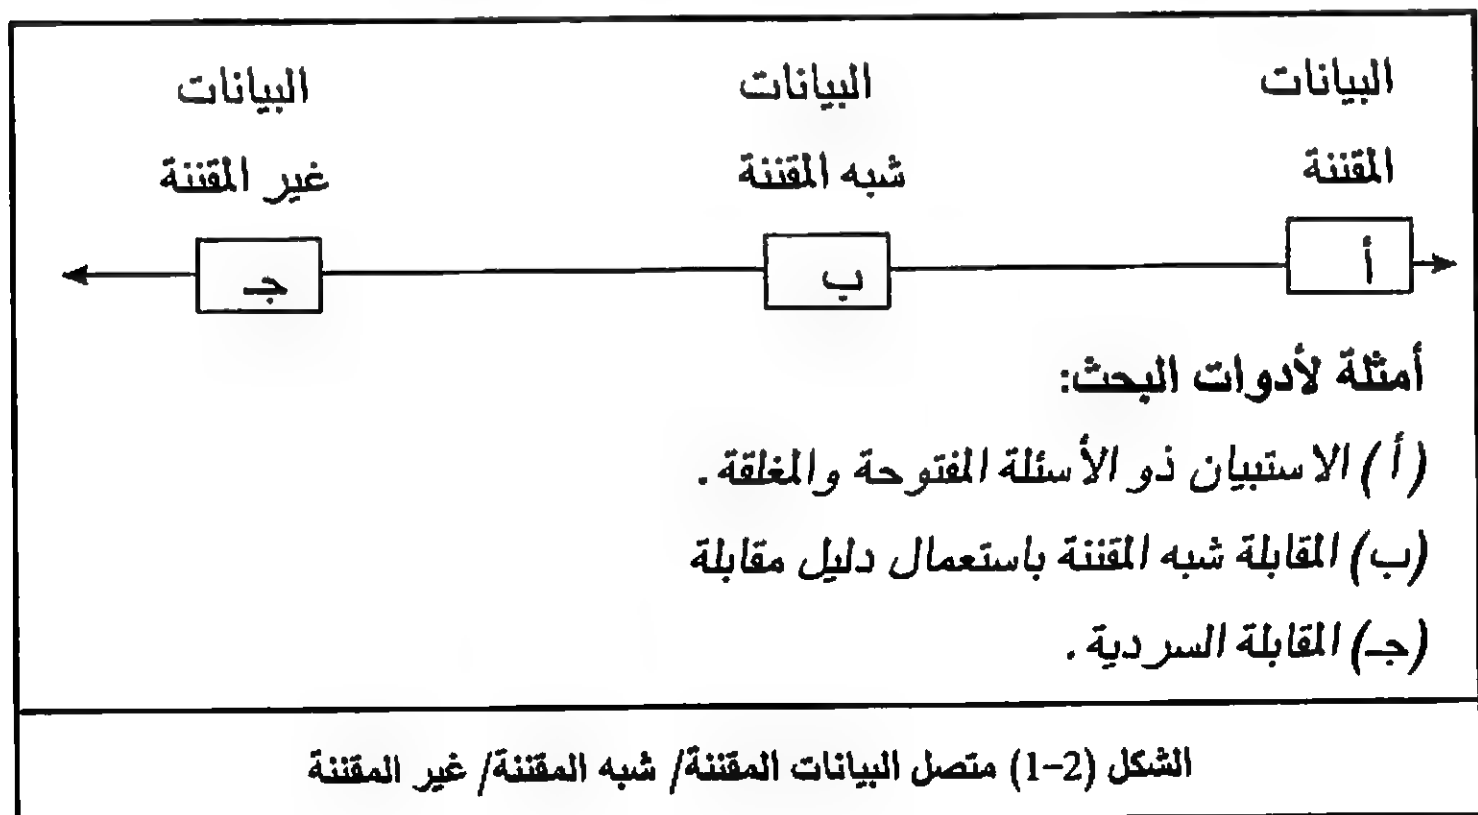 البيانات البيانات البيانات
المقننة شبه المقننة غير المقننة
أ ب جـ
أمثلة لأدوات البحث:
(أ) الاستبيان ذو الأسئلة المفتوحة والمغلقة.
(ب) المقابلة شبه المقننة باستعمال دليل مقابلة
(جـ) المقابلة السردية.
الشكل (2-1) متصل البيانات المقننة/ شبه المقننة/ غير المقننة